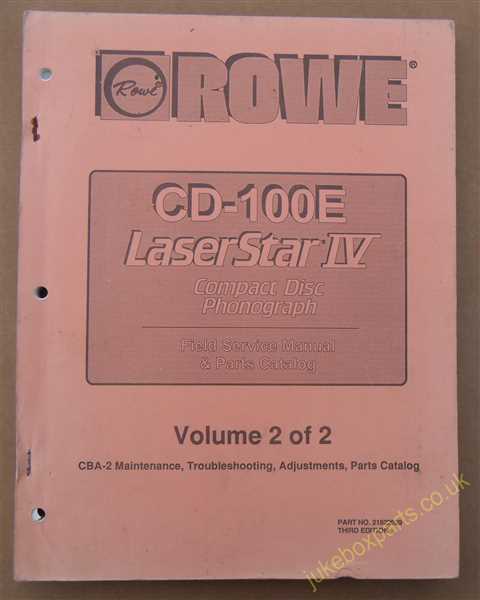 Rowe
ROWE®
CD-100E
LaserStar IV
Compact Disc
Phonograph
Field Service Manual
& Parts Catalog
Volume 2 of 2
CBA-2 Maintenance, Troubleshooting, Adjustments, Parts Catalog
PART NO.
THIRD EDITION
jukeboxparts.co.uk